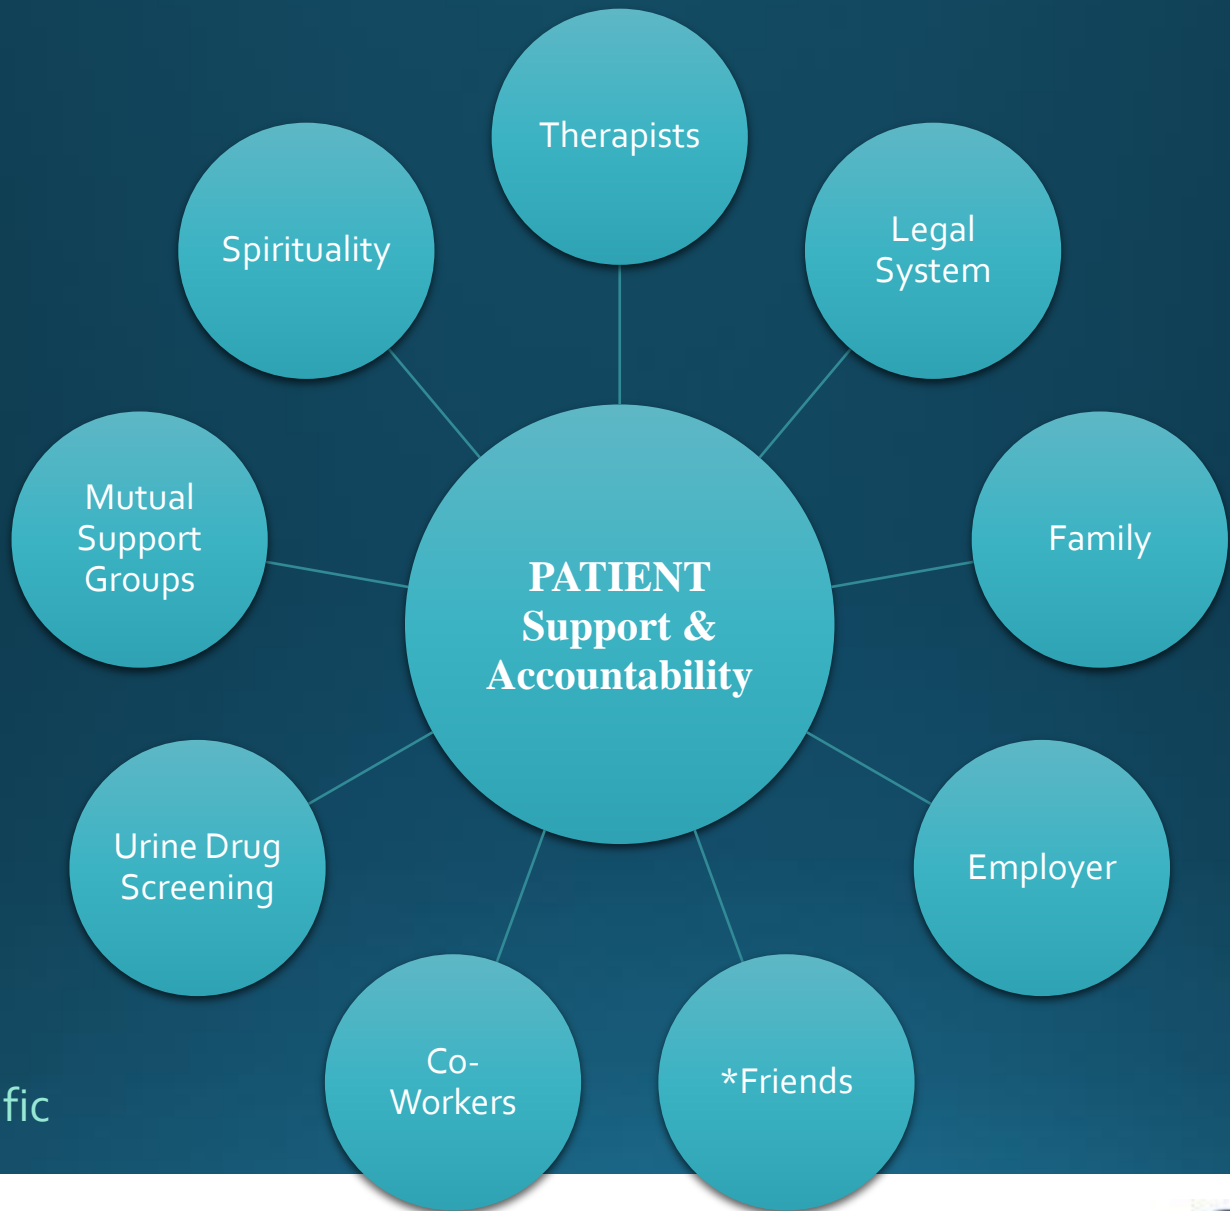 Therapists
Legal
System
Family
Employer
*Friends
Co-
Workers
Urine Drug
Screening
Mutual
Support
Groups
Spirituality
PATIENT
Support &
Accountability
fic